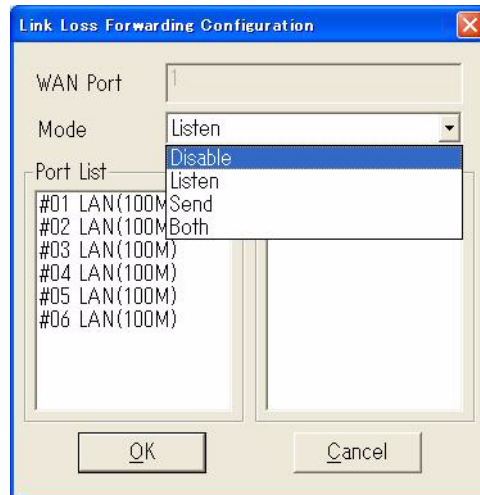 Link Loss Forwarding Configuration
WAN Port 1
Mode Listen
Disable
Listen
Send
Both
Port List
#01 LAN(100M
#02 LAN(100M
#03 LAN(100M)
#04 LAN(100M)
#05 LAN(100M)
#06 LAN(100M)
OK Cancel